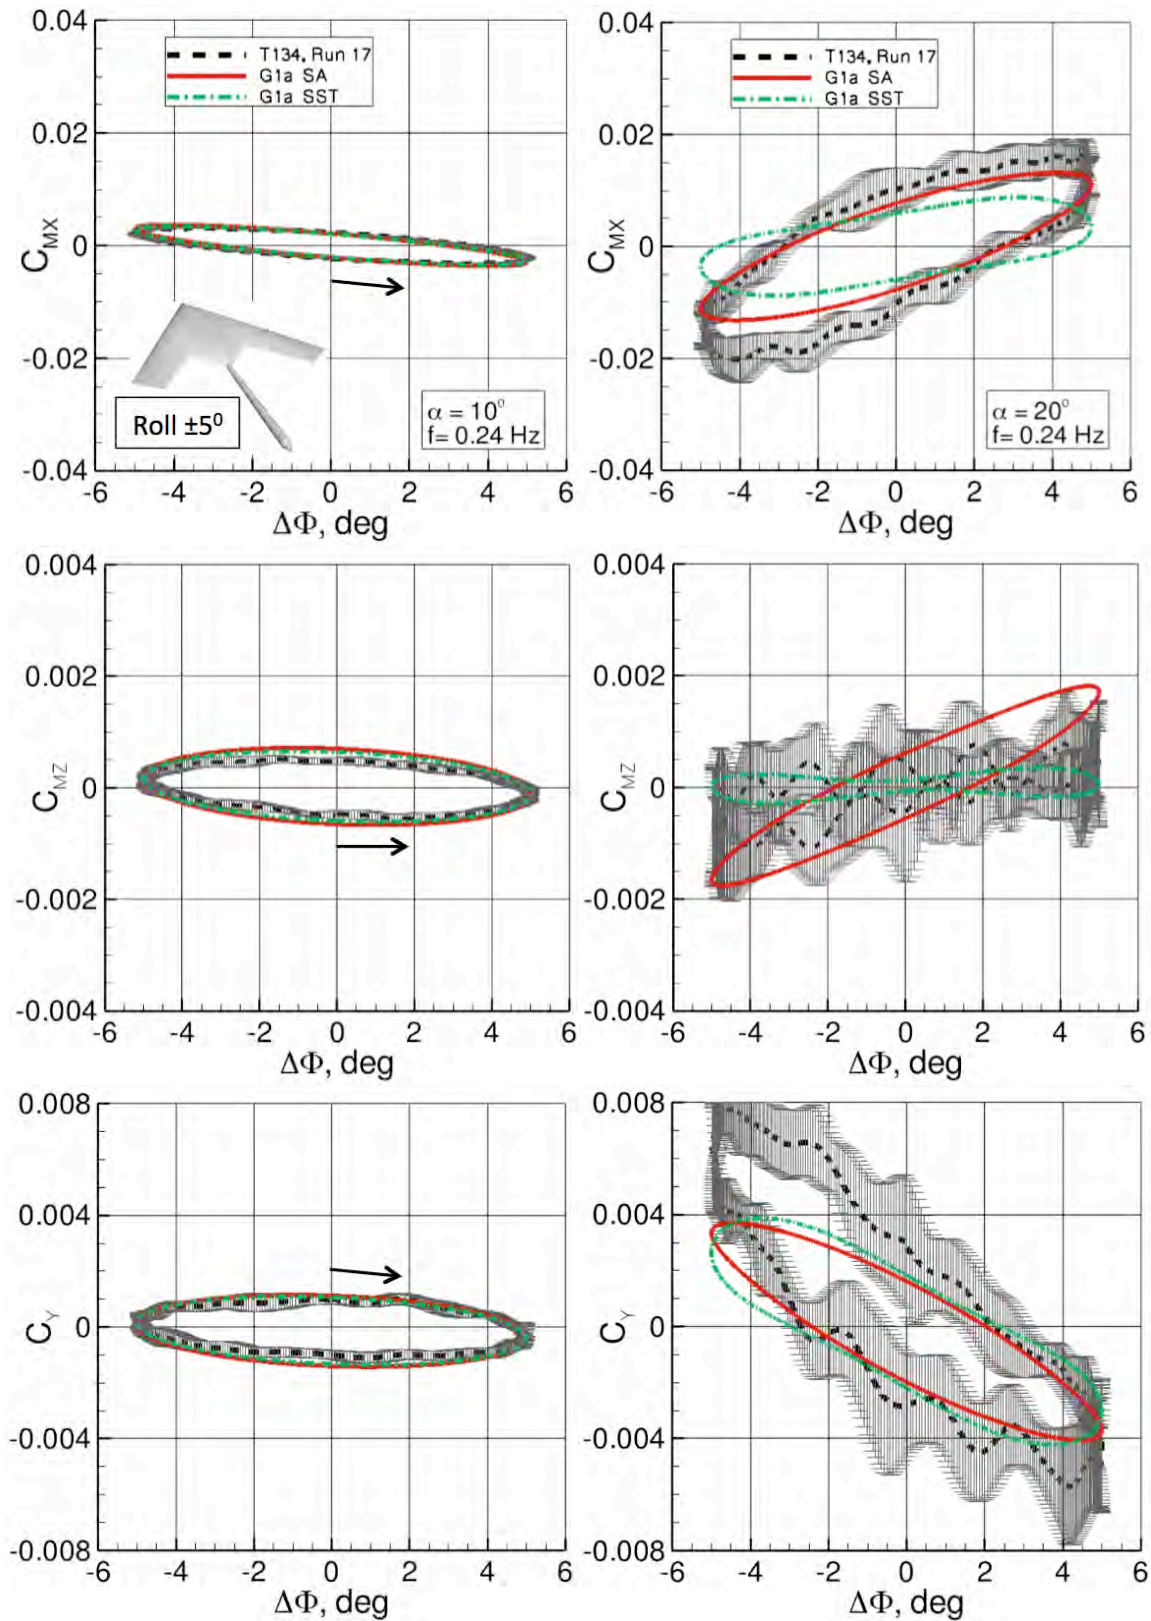 0.04
0.02
0
-0.02
-0.04
C_MX
T134, Run 17
G1a SA
G1a SST
Roll ±5⁰
α = 10°
f= 0.24 Hz
-6 -4 -2 0 2 4 6
ΔΦ, deg
0.04
0.02
0
-0.02
-0.04
C_MX
T134, Run 17
G1a SA
G1a SST
α = 20°
f= 0.24 Hz
-6 -4 -2 0 2 4 6
ΔΦ, deg
0.004
0.002
0
-0.002
-0.004
C_MZ
-6 -4 -2 0 2 4 6
ΔΦ, deg
0.004
0.002
0
-0.002
-0.004
C_MZ
-6 -4 -2 0 2 4 6
ΔΦ, deg
0.008
0.004
0
-0.004
-0.008
C_Y
-6 -4 -2 0 2 4 6
ΔΦ, deg
0.008
0.004
0
-0.004
-0.008
C_Y
-6 -4 -2 0 2 4 6
ΔΦ, deg